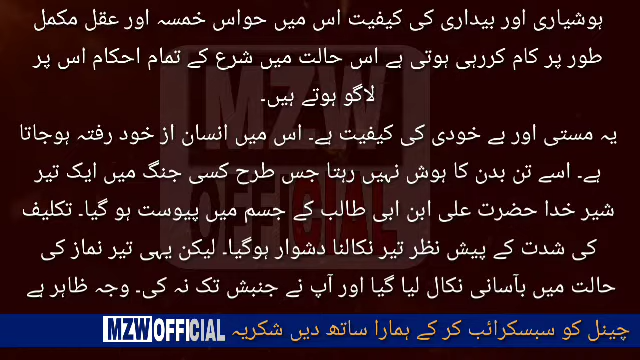 ہوشیاری اور بیداری کی کیفیت اس میں حواس خمسہ اور عقل مکمل
طور پر کام کررہی ہوتی ہے اس حالت میں شرع کے تمام احکام اس پر
لاگو ہوتے ہیں۔
یہ مستی اور بے خودی کی کیفیت ہے۔ اس میں انسان از خود رفتہ ہوجاتا
ہے۔ اسے تن بدن کا ہوش نہیں رہتا جس طرح کسی جنگ میں ایک تیر
شیر خدا حضرت علی ابن ابی طالب کے جسم میں پیوست ہو گیا۔ تکلیف
کی شدت کے پیش نظر تیر نکالنا دشوار ہوگیا۔ لیکن یہی تیر نماز کی
حالت میں بآسانی نکال لیا گیا اور آپ نے جنبش تک نہ کی۔ وجہ ظاہر ہے
MZW
OFFICIAL
چینل کو سبسکرائب کر کے ہمارا ساتھ دیں شکریہ MZW OFFICIAL